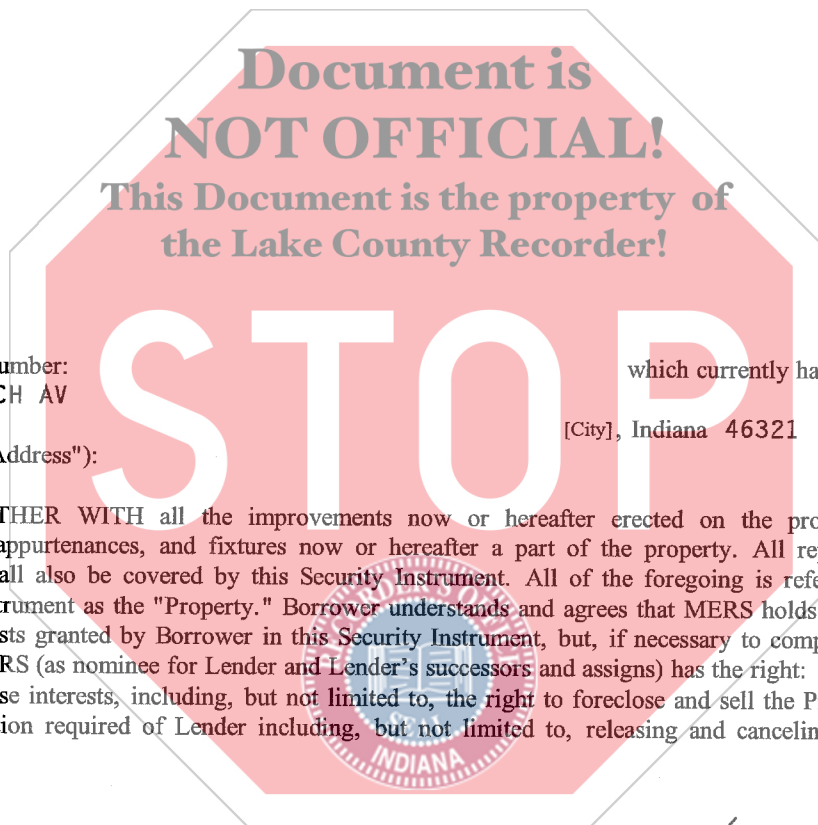 Document is
NOT OFFICIAL!
This Document is the property of
the Lake County Recorder!
STOP
umber: which currently ha
CH AV
[City], Indiana 46321
Address"):
THER WITH all the improvements now or hereafter erected on the pro
appurtenances, and fixtures now or hereafter a part of the property. All re
all also be covered by this Security Instrument. All of the foregoing is refe
trument as the "Property." Borrower understands and agrees that MERS holds
sts granted by Borrower in this Security Instrument, but, if necessary to comp
RS (as nominee for Lender and Lender's successors and assigns) has the right:
se interests, including, but not limited to, the right to foreclose and sell the P
tion required of Lender including, but not limited to, releasing and cancelin
RECORDER'S OFFICE
SEAL
INDIANA